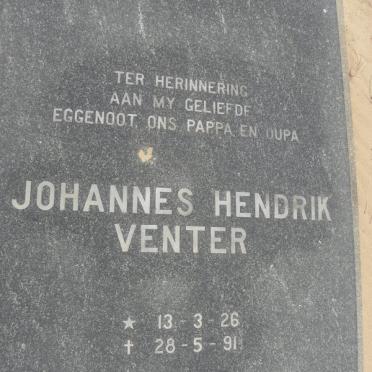 TER HERINNERING
AAN MY GELIEFDE
EGGENOOT, ONS PAPPA EN OUPA
JOHANNES HENDRIK
VENTER
★ 13 - 3 - 26
† 28 - 5 - 91